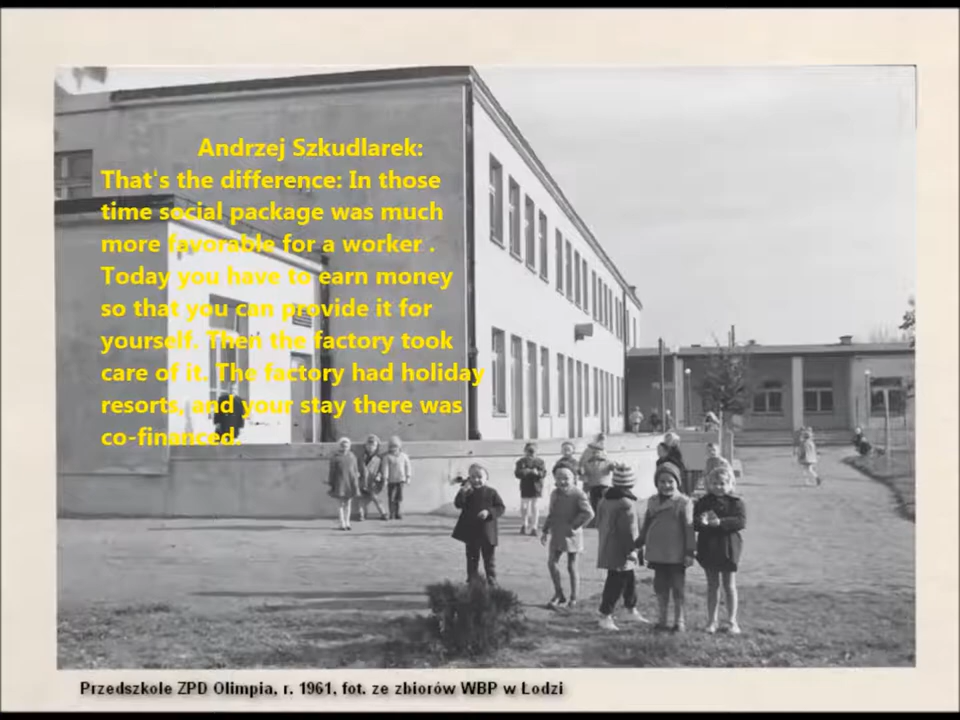 Andrzej Szkudlarek:
That's the difference: In those
time social package was much
more favorable for a worker .
Today you have to earn money
so that you can provide it for
yourself. Then the factory took
care of it. The factory had holiday
resorts, and your stay there was
co-financed.
Przedszkole ZPD Olimpia, r. 1961, fot. ze zbiorów WBP w Łodzi